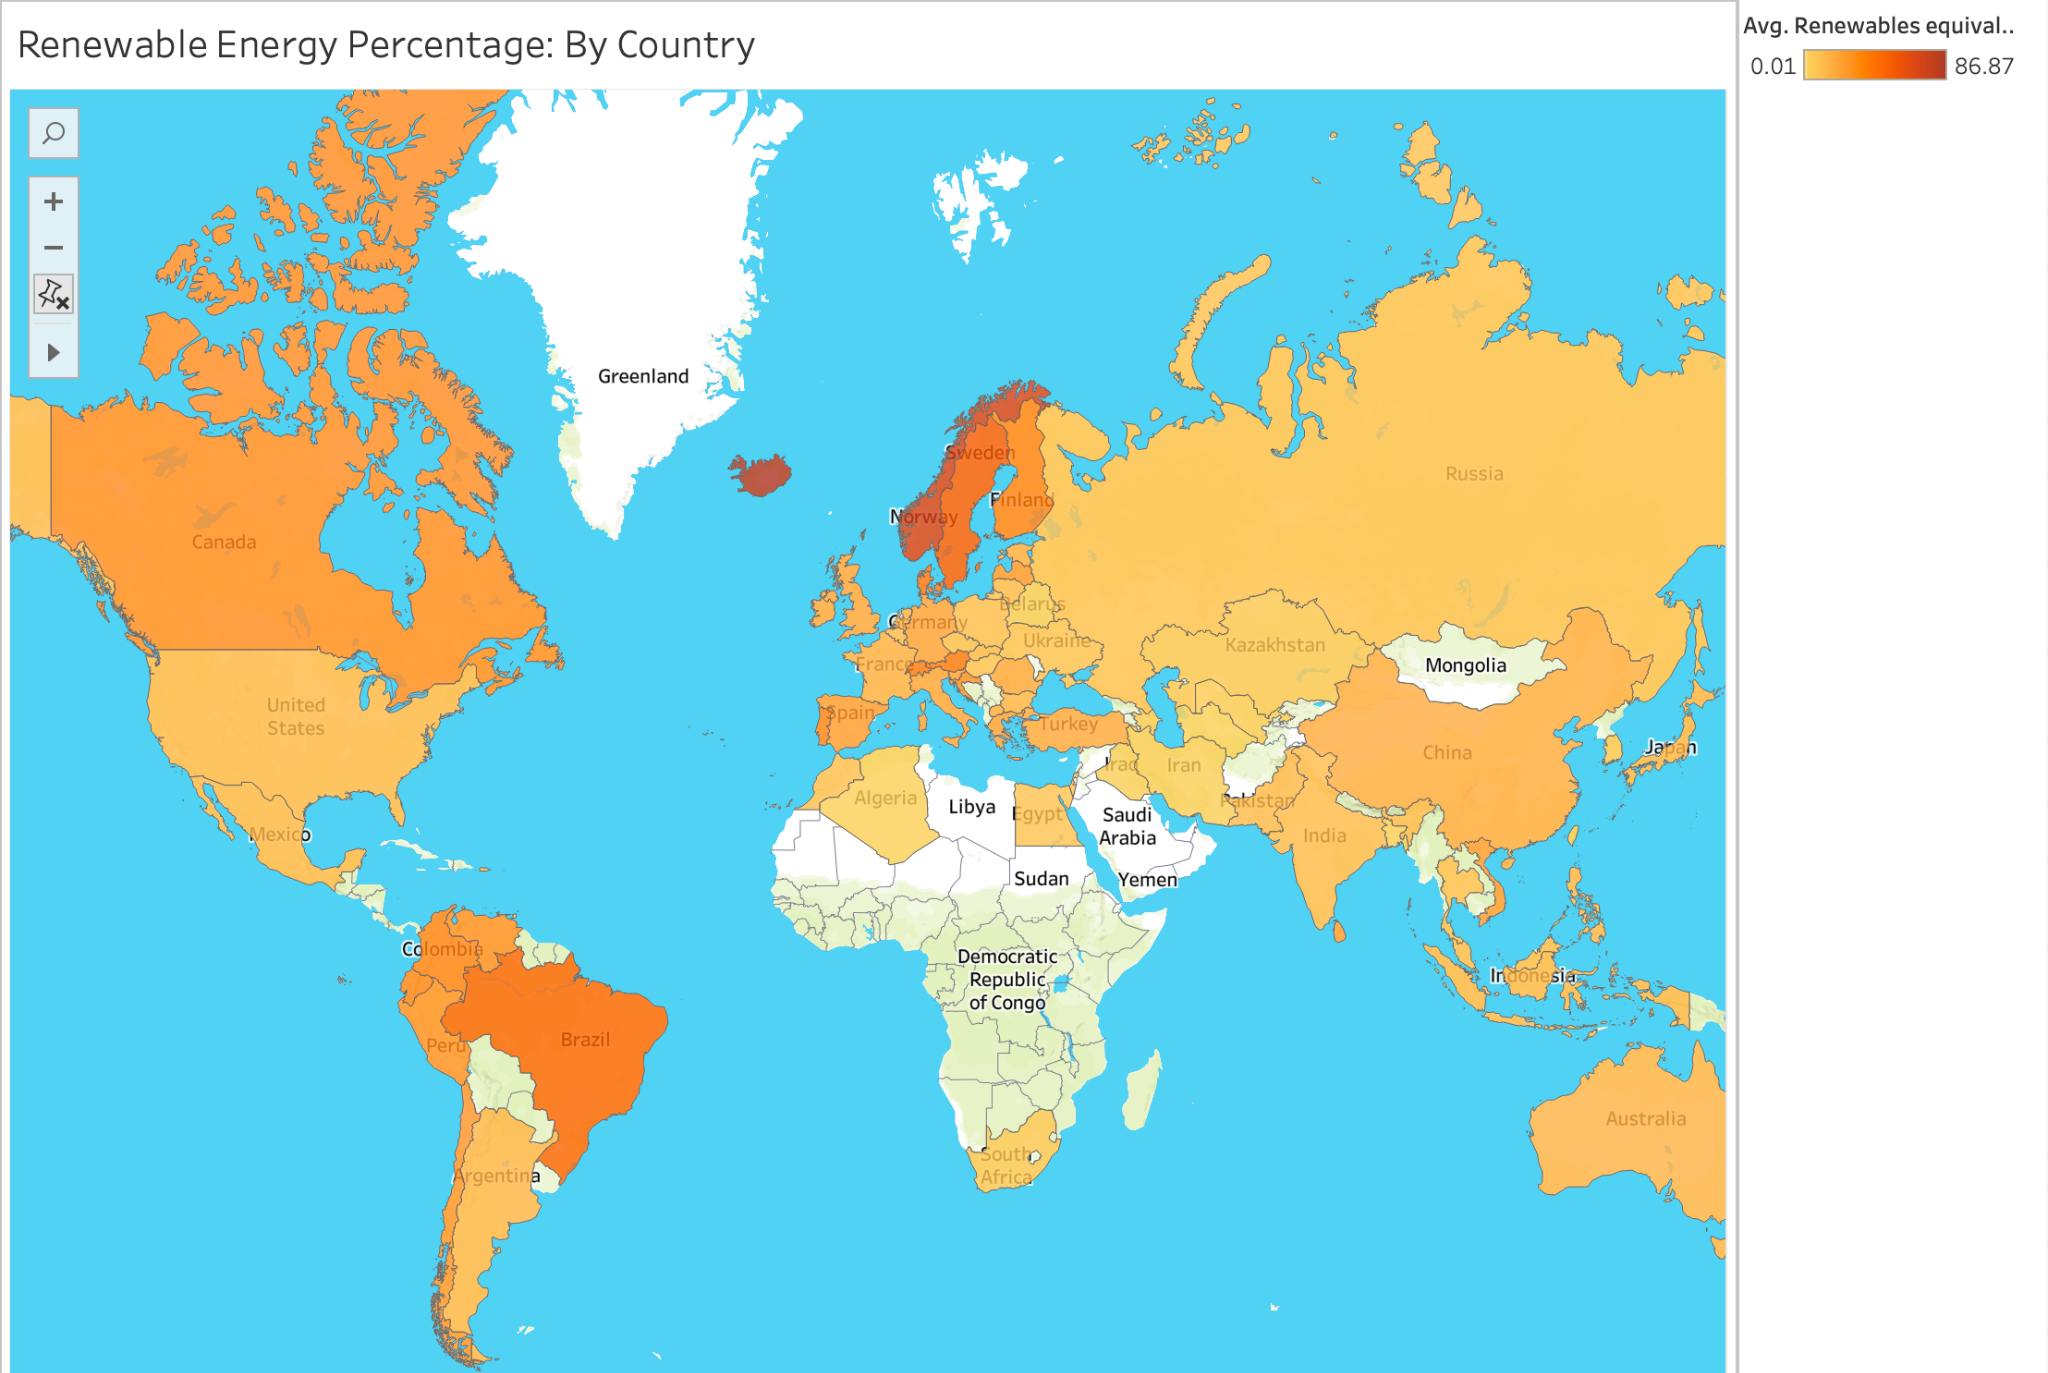 Renewable Energy Percentage: By Country
Avg. Renewables equival..
0.01
86.87
Greenland
Russia
Sweden
Finland
Norway
Canada
Belarus
Germany
Ukraine
Kazakhstan
France
Mongolia
United
States
Spain
Turkey
Japan
China
Iraq
Iran
Algeria
Libya
Egypt
Saudi
Arabia
Pakistan
India
Mexico
Sudan
Yemen
Colombia
Democratic
Republic
of Congo
Indonesia
Brazil
Peru
Australia
South
Africa
Argentina